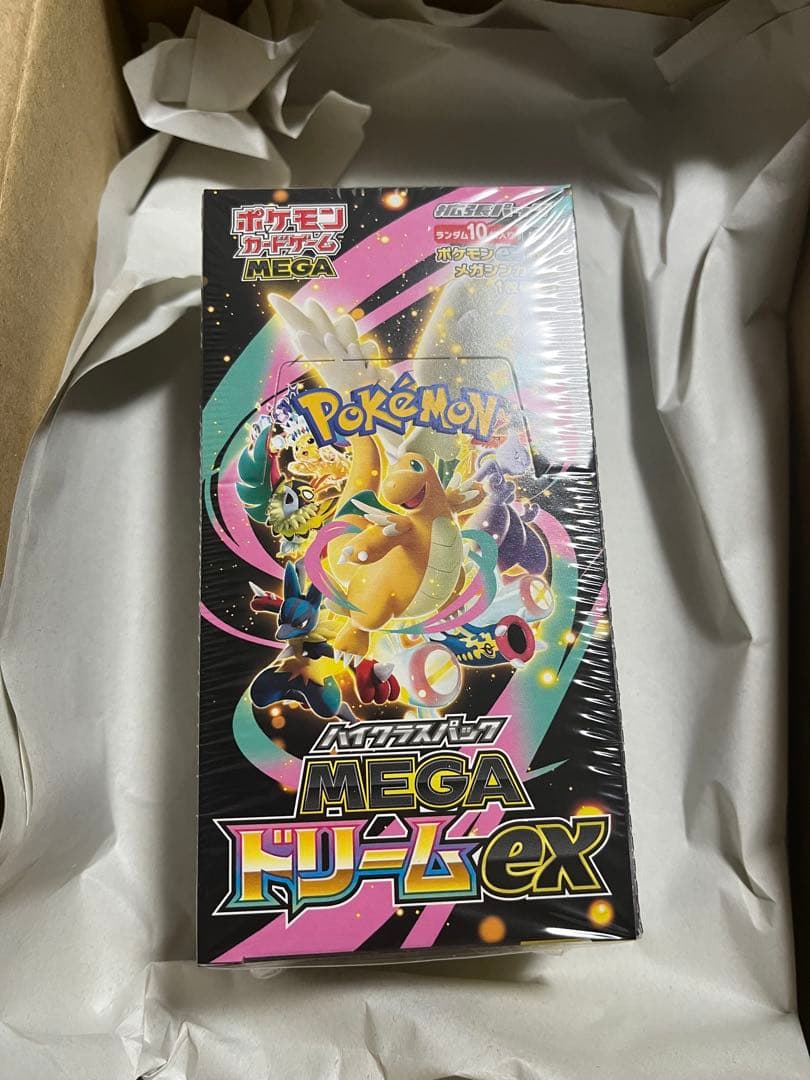 ポケモン
カードゲーム
MEGA
拡張パック
ランダム10
ポケモン
メガシンカ
POKéMON
ハイクラスパック
MEGA
ドリームex